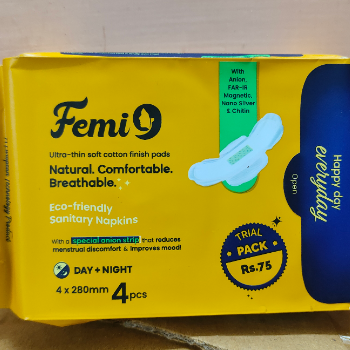 With
Anion,
FAR-IR
Magnetic,
Nano Silver
& Chitin
Femi9
Ultra-thin soft cotton finish pads
Natural. Comfortable.
Breathable.
Eco-friendly
Sanitary Napkins
With a special anion strip that reduces
menstrual discomfort & improves mood!
DAY + NIGHT
4 x 280mm 4pcs
TRIAL
PACK
Rs.75
Open
Happy day
everyday